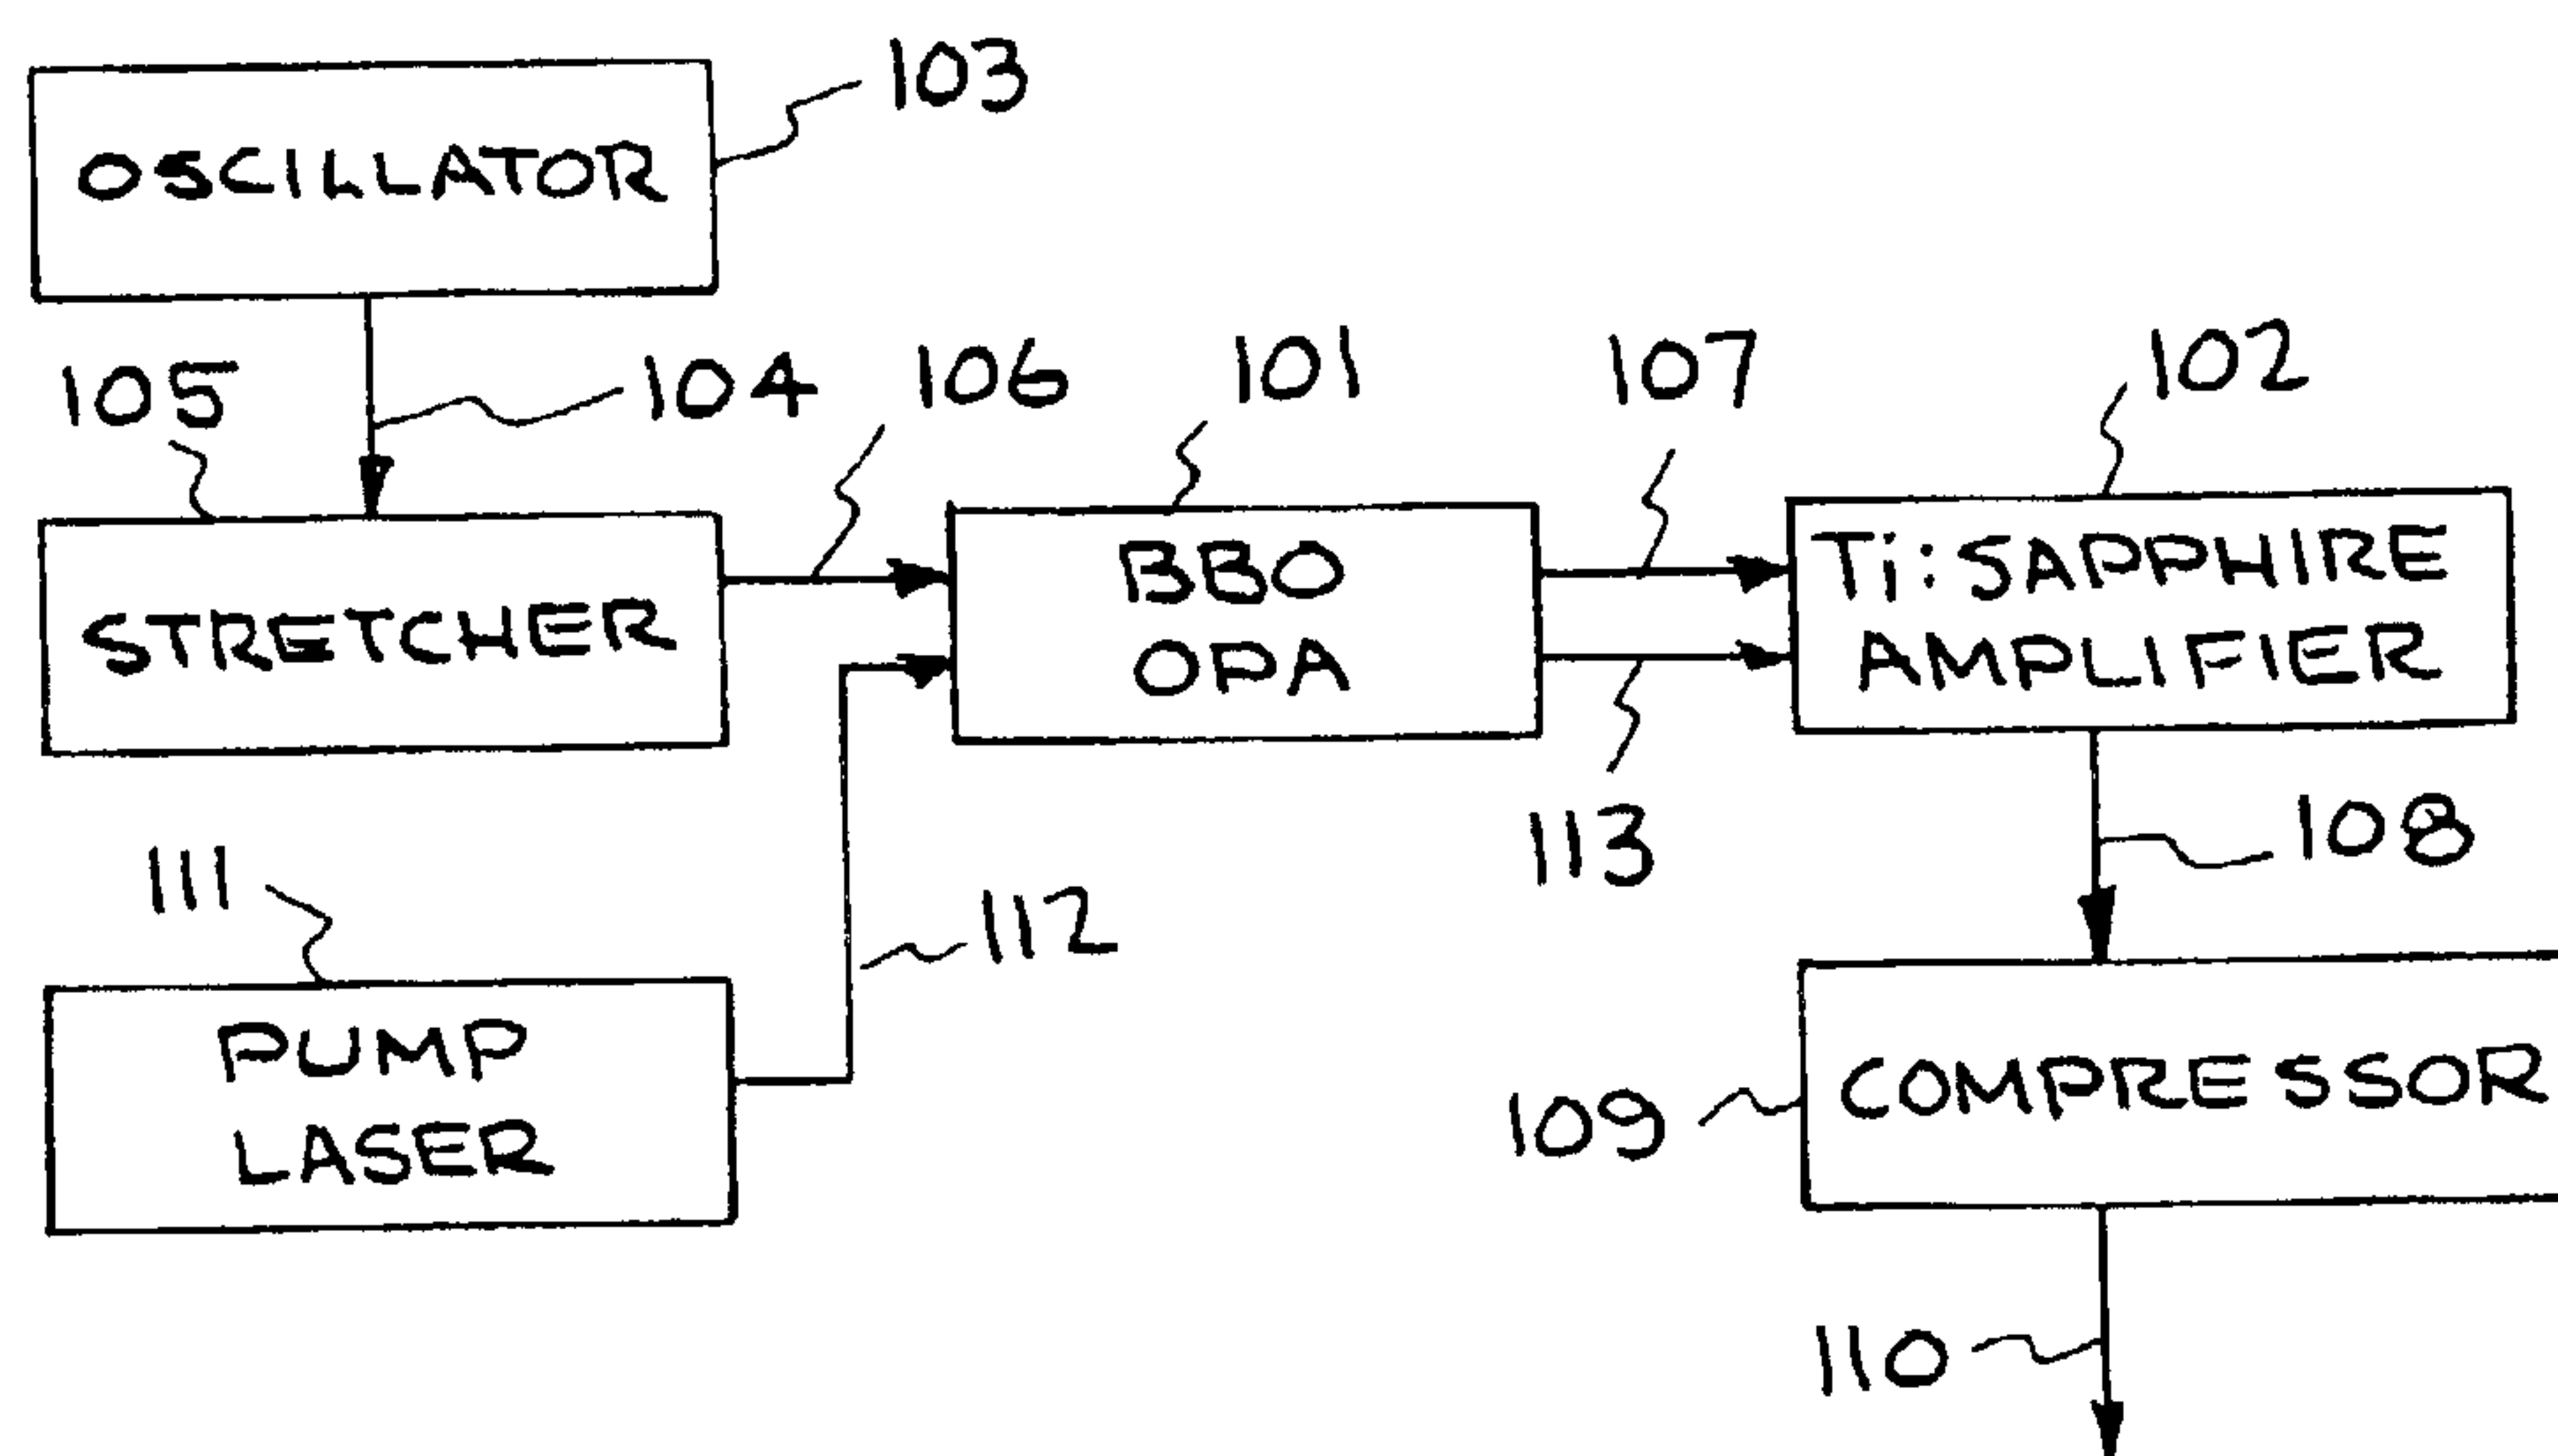 103
OSCILLATOR
105
104
106
101
107
102
STRETCHER
BBO
OPA
Ti:SAPPHIRE
AMPLIFIER
113
108
111
112
PUMP
LASER
109
COMPRESSOR
110